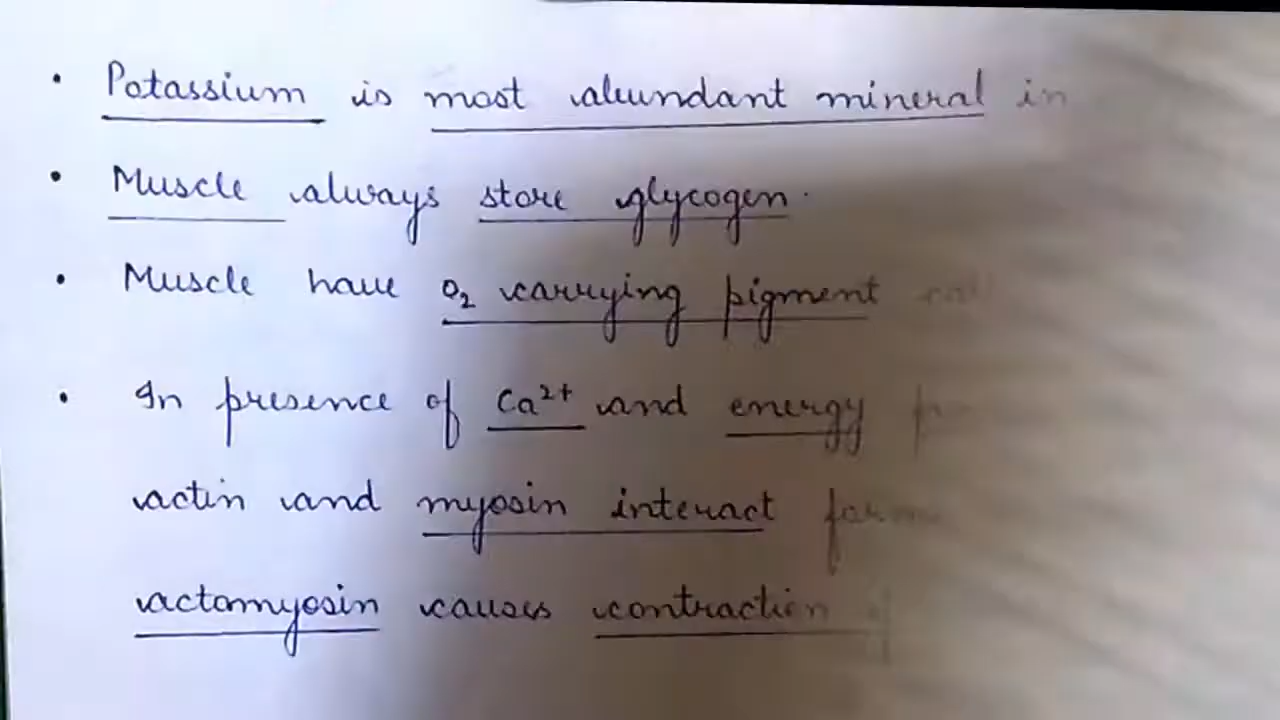 • Potassium is most abundant mineral in
• Muscle always store glycogen.
• Muscle have O₂ carrying pigment
• In presence of Ca²⁺ and energy
actin and myosin interact
actomyosin causes contraction